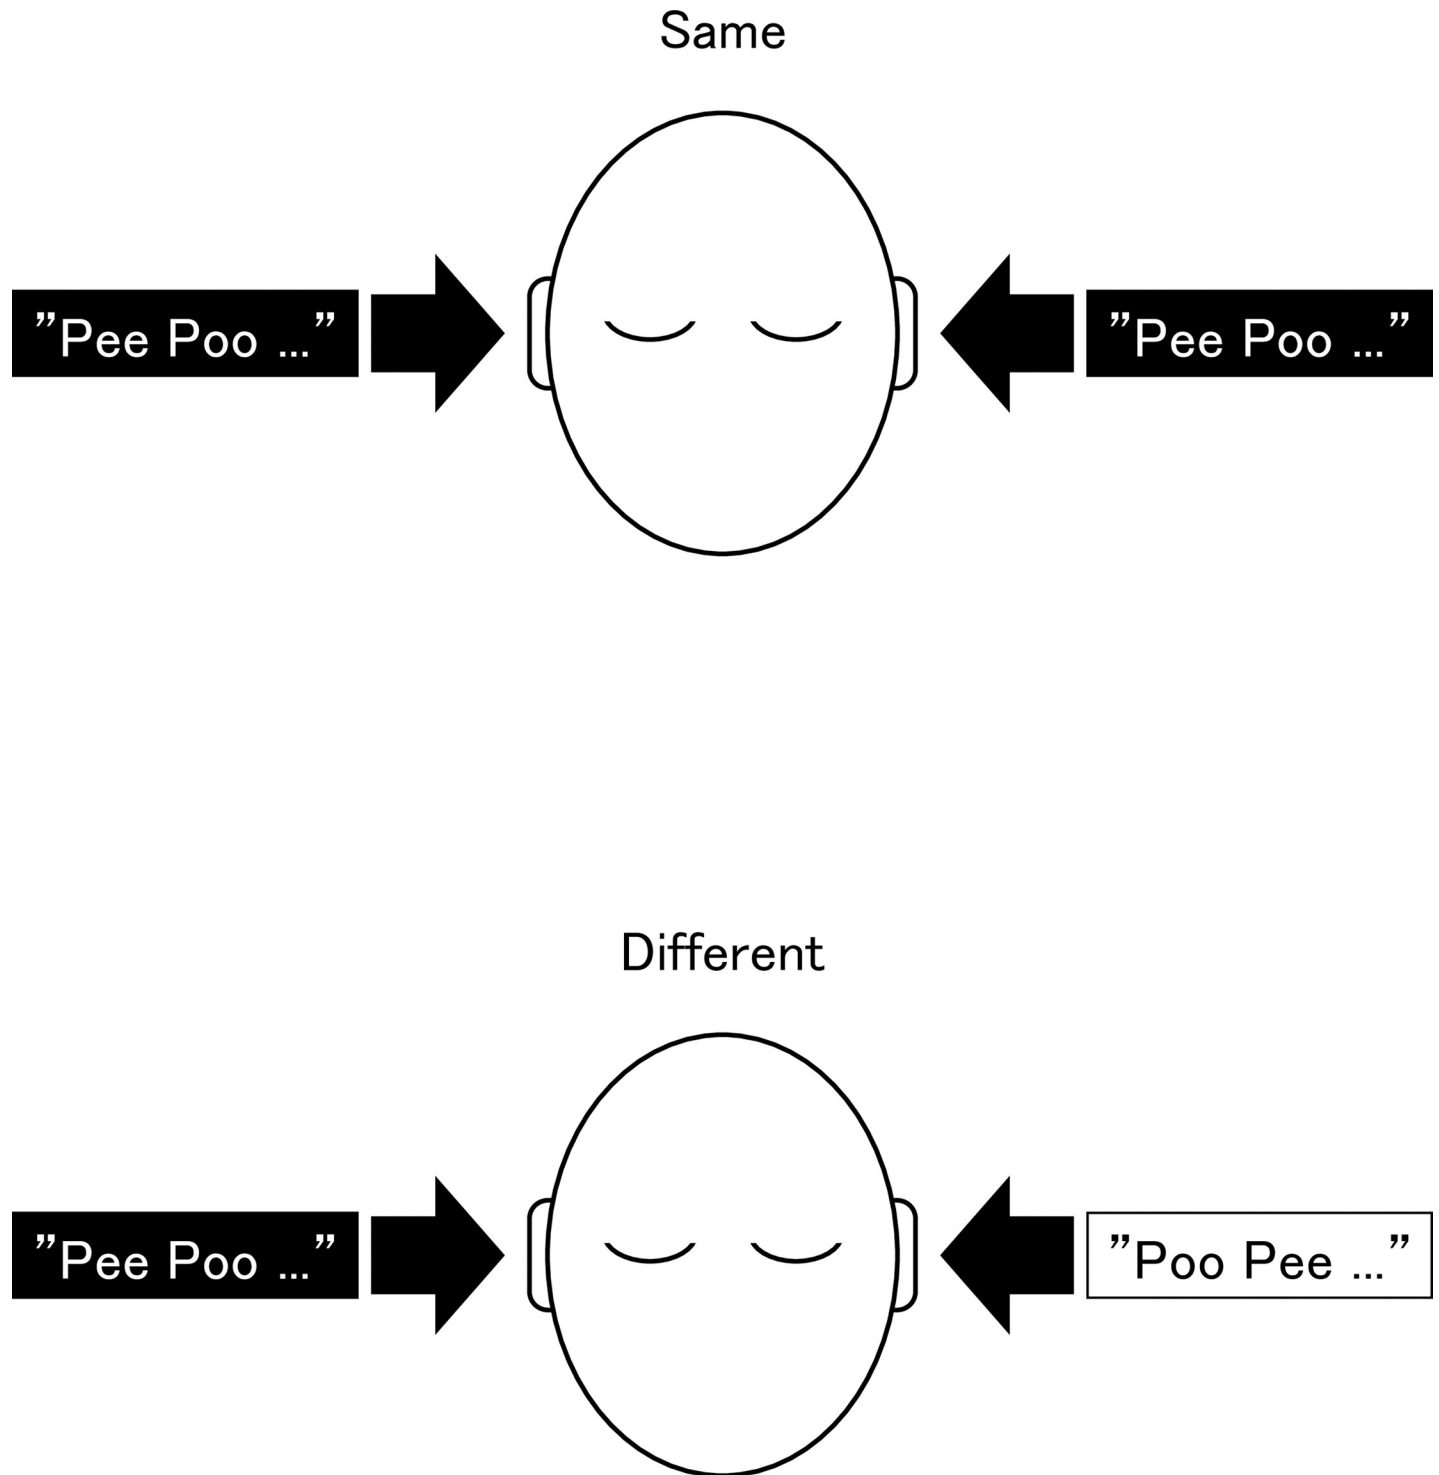 Same
”Pee Poo ...”
”Pee Poo ...”
Different
”Pee Poo ...”
”Poo Pee ...”